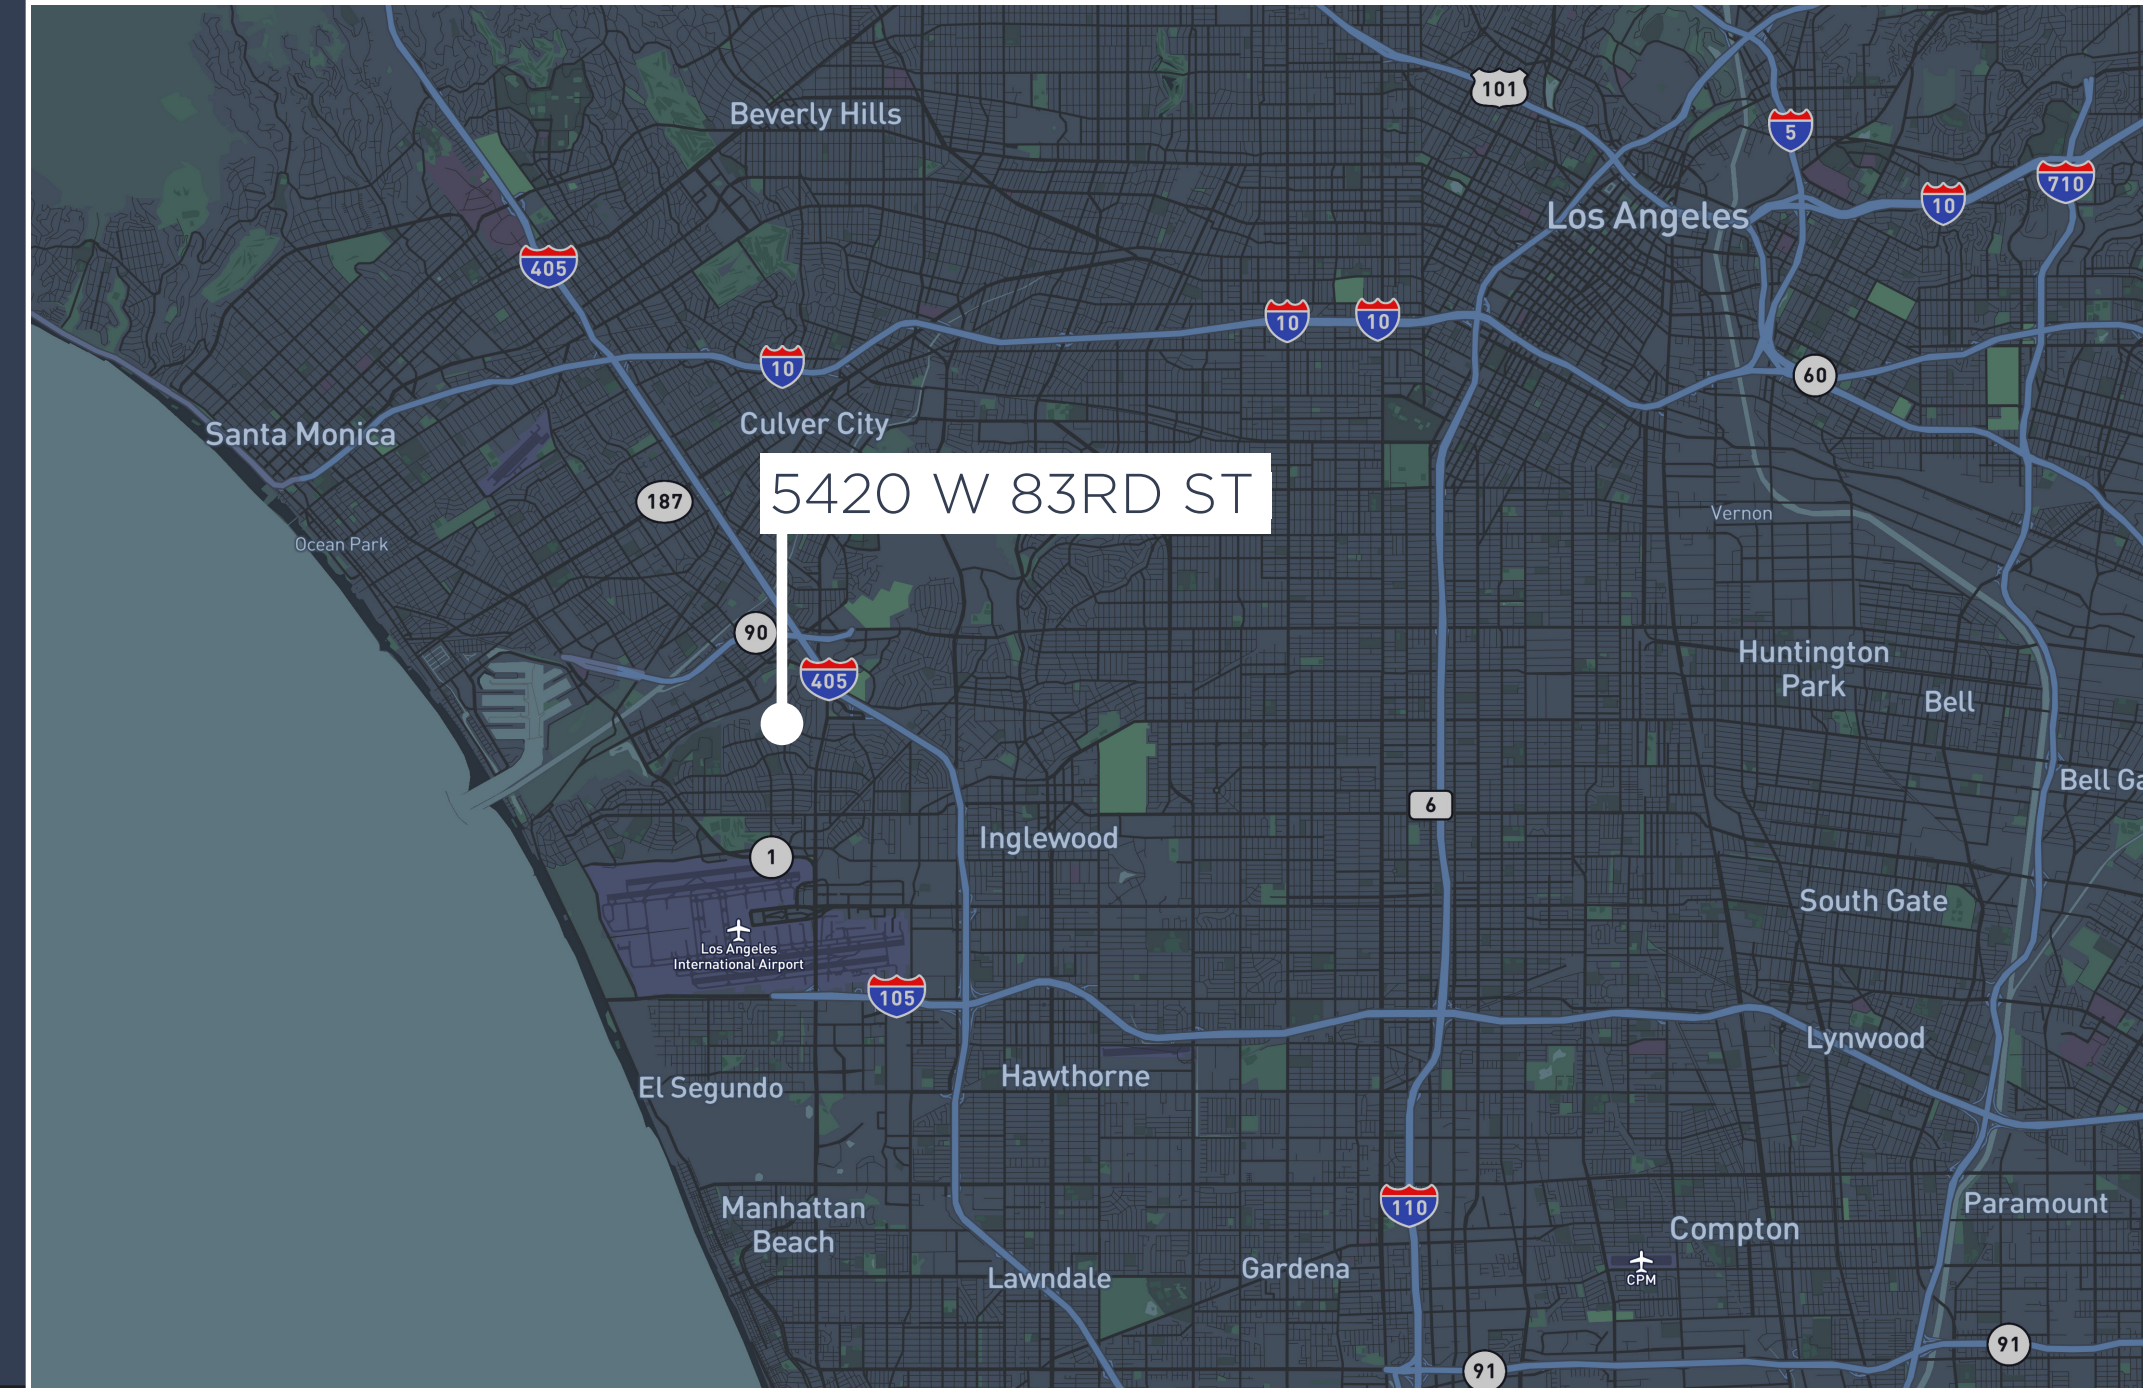 101
Beverly Hills
5
710
10
Los Angeles
405
10
10
10
60
Culver City
Santa Monica
5420 W 83RD ST
187
Vernon
Ocean Park
90
Huntington
Park
405
Bell
Bell Ga
6
Inglewood
1
South Gate
Los Angeles
International Airport
105
Lynwood
Hawthorne
El Segundo
110
Paramount
Manhattan
Beach
Compton
Gardena
Lawndale
CPM
91
91